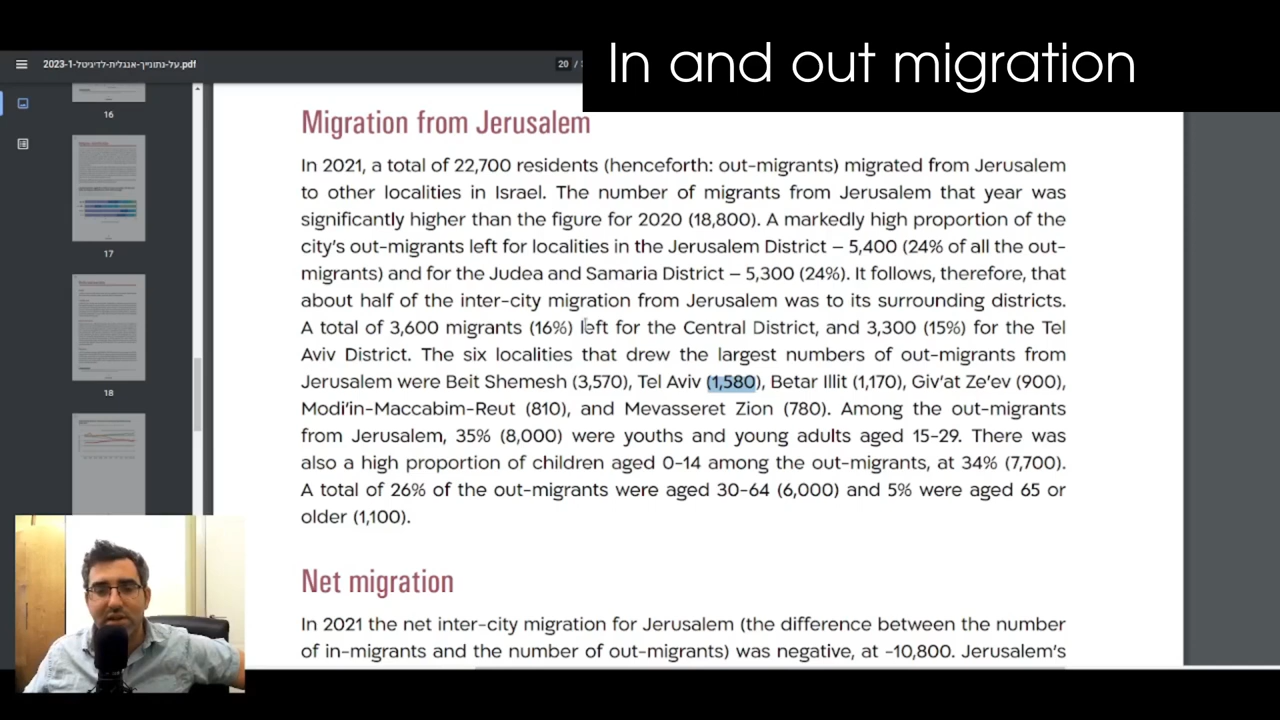 In and out migration
על-נתונייך-אנגלית-לדיגיטל-1-2023.pdf
20 /
16
17
18
Migration from Jerusalem
In 2021, a total of 22,700 residents (henceforth: out-migrants) migrated from Jerusalem
to other localities in Israel. The number of migrants from Jerusalem that year was
significantly higher than the figure for 2020 (18,800). A markedly high proportion of the
city's out-migrants left for localities in the Jerusalem District – 5,400 (24% of all the out-
migrants) and for the Judea and Samaria District – 5,300 (24%). It follows, therefore, that
about half of the inter-city migration from Jerusalem was to its surrounding districts.
A total of 3,600 migrants (16%) left for the Central District, and 3,300 (15%) for the Tel
Aviv District. The six localities that drew the largest numbers of out-migrants from
Jerusalem were Beit Shemesh (3,570), Tel Aviv (1,580), Betar Illit (1,170), Giv'at Ze'ev (900),
Modi'in-Maccabim-Reut (810), and Mevasseret Zion (780). Among the out-migrants
from Jerusalem, 35% (8,000) were youths and young adults aged 15-29. There was
also a high proportion of children aged 0-14 among the out-migrants, at 34% (7,700).
A total of 26% of the out-migrants were aged 30-64 (6,000) and 5% were aged 65 or
older (1,100).
Net migration
In 2021 the net inter-city migration for Jerusalem (the difference between the number
of in-migrants and the number of out-migrants) was negative, at -10,800. Jerusalem's